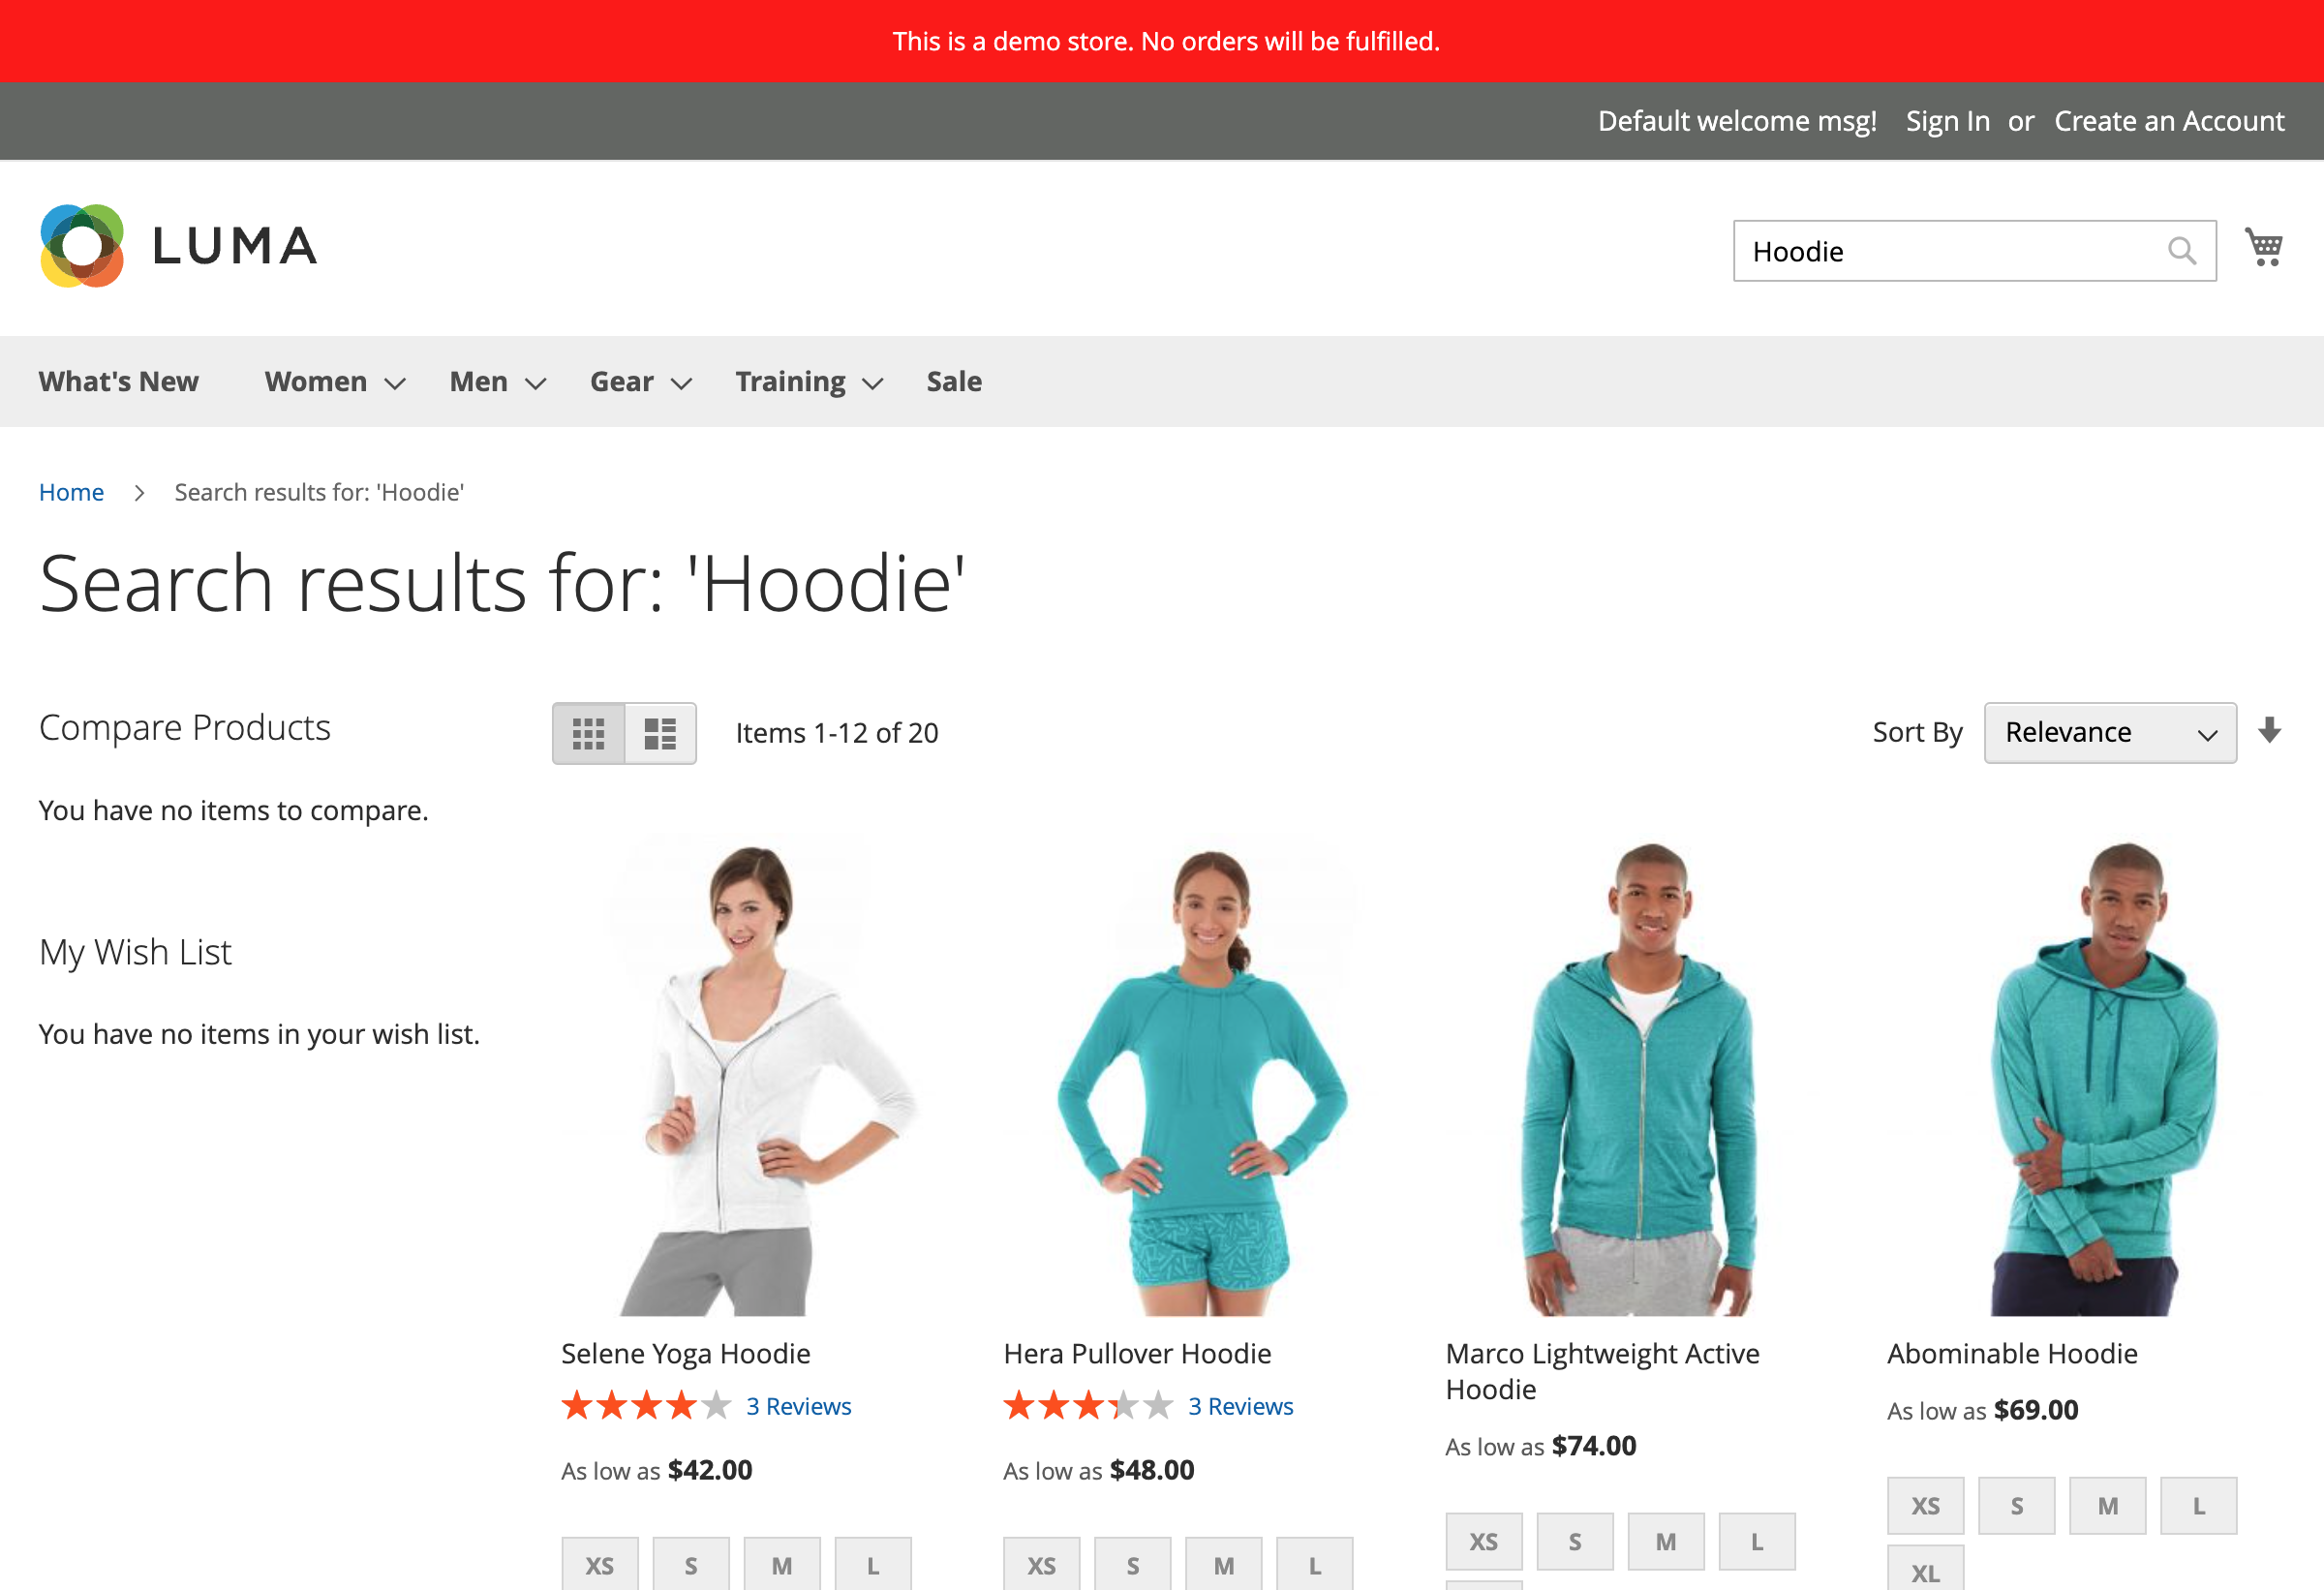 This is a demo store. No orders will be fulfilled.
Default welcome msg! Sign In or Create an Account
LUMA
Hoodie
What's New Women Men Gear Training Sale
Home Search results for: 'Hoodie'
Search results for: 'Hoodie'
Compare Products
You have no items to compare.
My Wish List
You have no items in your wish list.
Items 1-12 of 20
Sort By Relevance
Selene Yoga Hoodie
3 Reviews
As low as $42.00
XS S M L
Hera Pullover Hoodie
3 Reviews
As low as $48.00
XS S M L
Marco Lightweight Active
Hoodie
As low as $74.00
XS S M L
Abominable Hoodie
As low as $69.00
XS S M L
XL